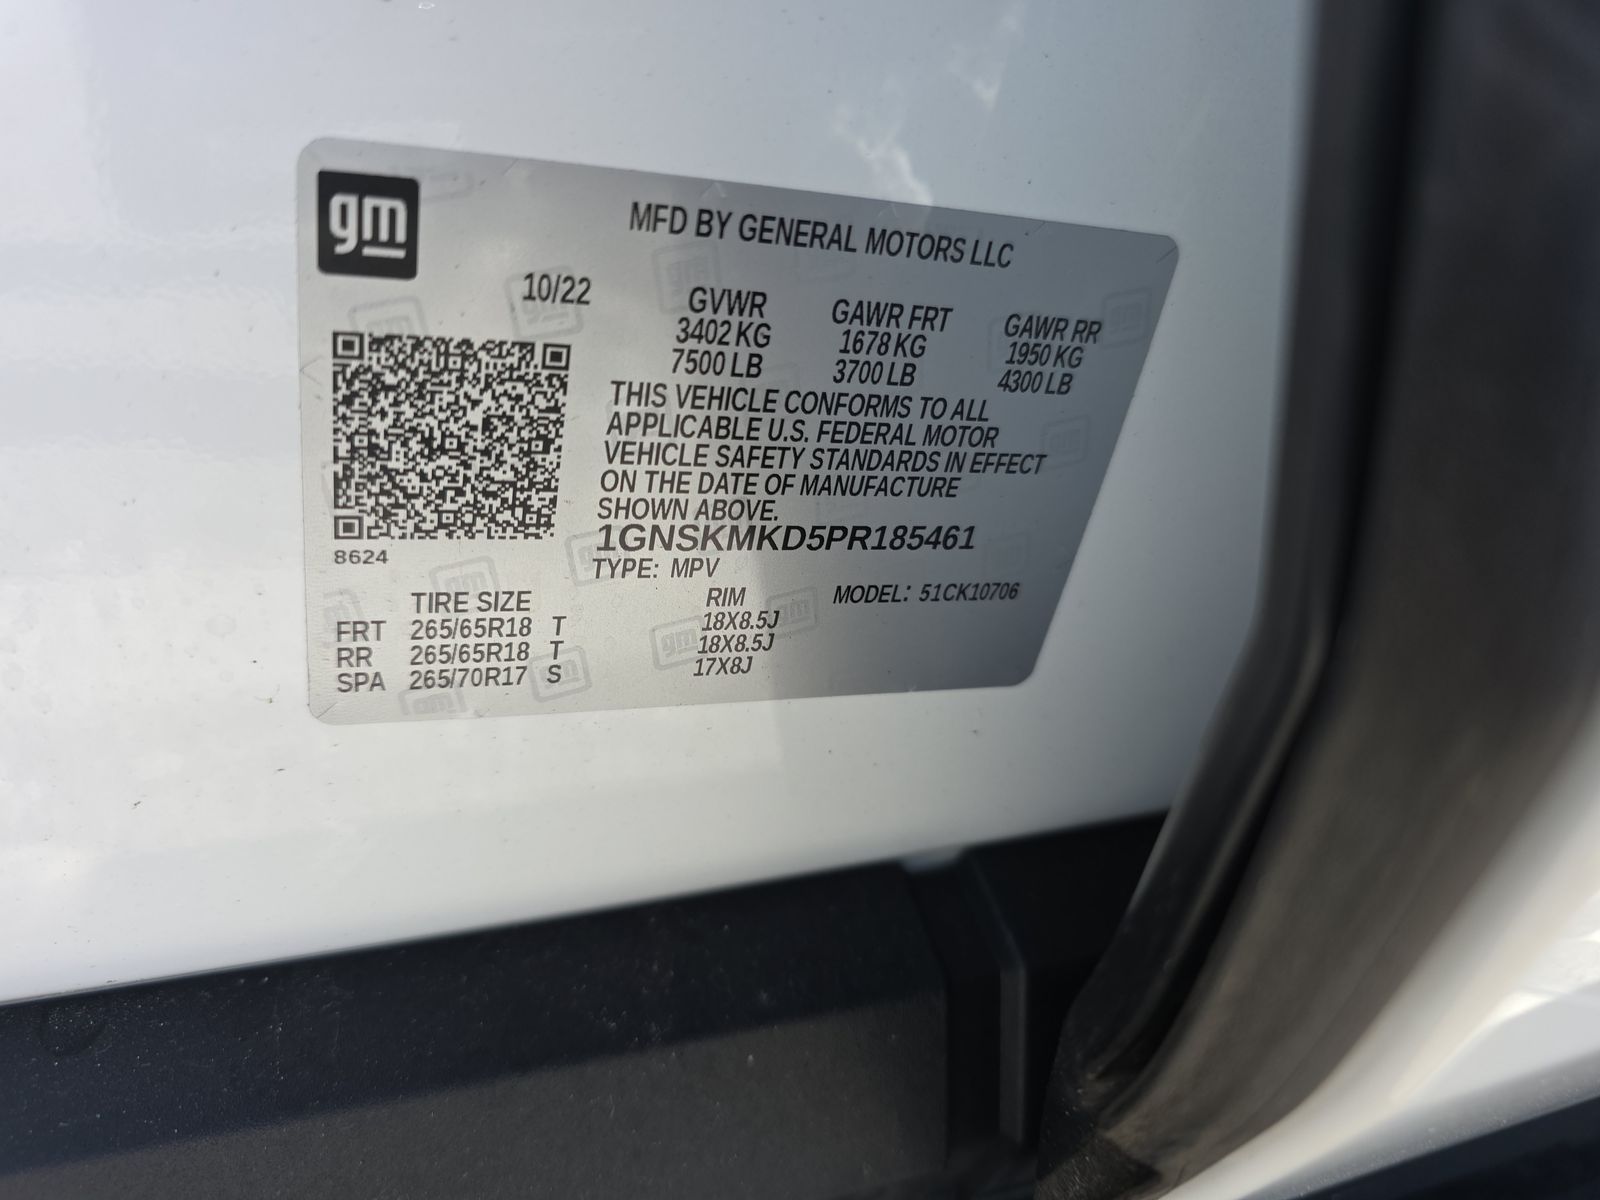 gm
MFD BY GENERAL MOTORS LLC
10/22
GVWR GAWR FRT GAWR RR
3402 KG 1678 KG 1950 KG
7500 LB 3700 LB 4300 LB
THIS VEHICLE CONFORMS TO ALL
APPLICABLE U.S. FEDERAL MOTOR
VEHICLE SAFETY STANDARDS IN EFFECT
ON THE DATE OF MANUFACTURE
SHOWN ABOVE.
1GNSKMKD5PR185461
8624
TYPE: MPV MODEL: 51CK10706
TIRE SIZE RIM
FRT 265/65R18 T 18X8.5J
RR 265/65R18 T 18X8.5J
SPA 265/70R17 S 17X8J